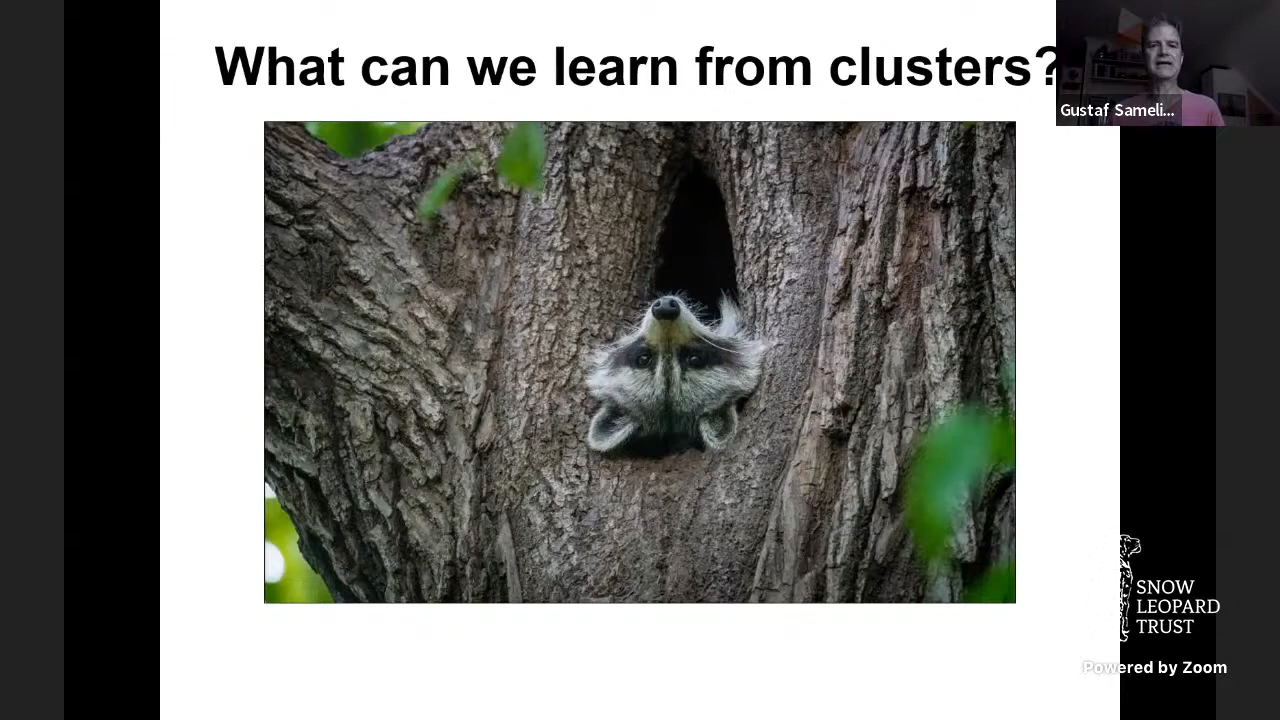 What can we learn from clusters?
Gustaf Sameli...
SNOW
LEOPARD
TRUST
Powered by Zoom